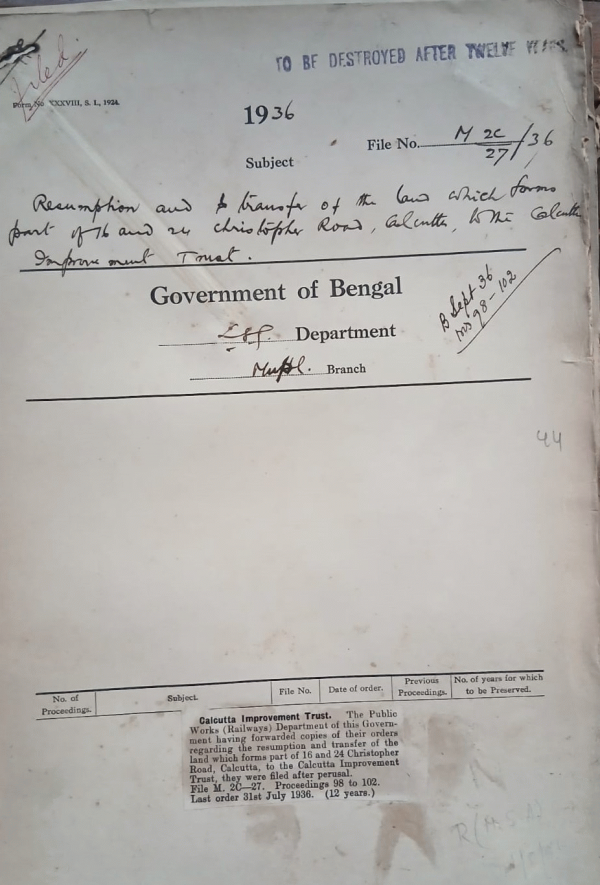 Filed.
TO BE DESTROYED AFTER TWELVE YEARS.
Form No XXXVIII, S. I., 1924.
1936
File No. M 2C/27/36
Subject
Resumption and transfer of the land which forms
part of 16 and 24 Christopher Road, Calcutta, to the Calcutta
Improvement Trust.
Government of Bengal
B Sept 36
98-102
Department
Branch
44
No. of Proceedings.
Subject.
File No.
Date of order.
Previous Proceedings.
No. of years for which to be Preserved.
Calcutta Improvement Trust. The Public
Works (Railways) Department of this Govern-
ment having forwarded copies of their orders
regarding the resumption and transfer of the
land which forms part of 16 and 24 Christopher
Road, Calcutta, to the Calcutta Improvement
Trust, they were filed after perusal.
File M. 2C—27. Proceedings 98 to 102.
Last order 31st July 1936. (12 years.)